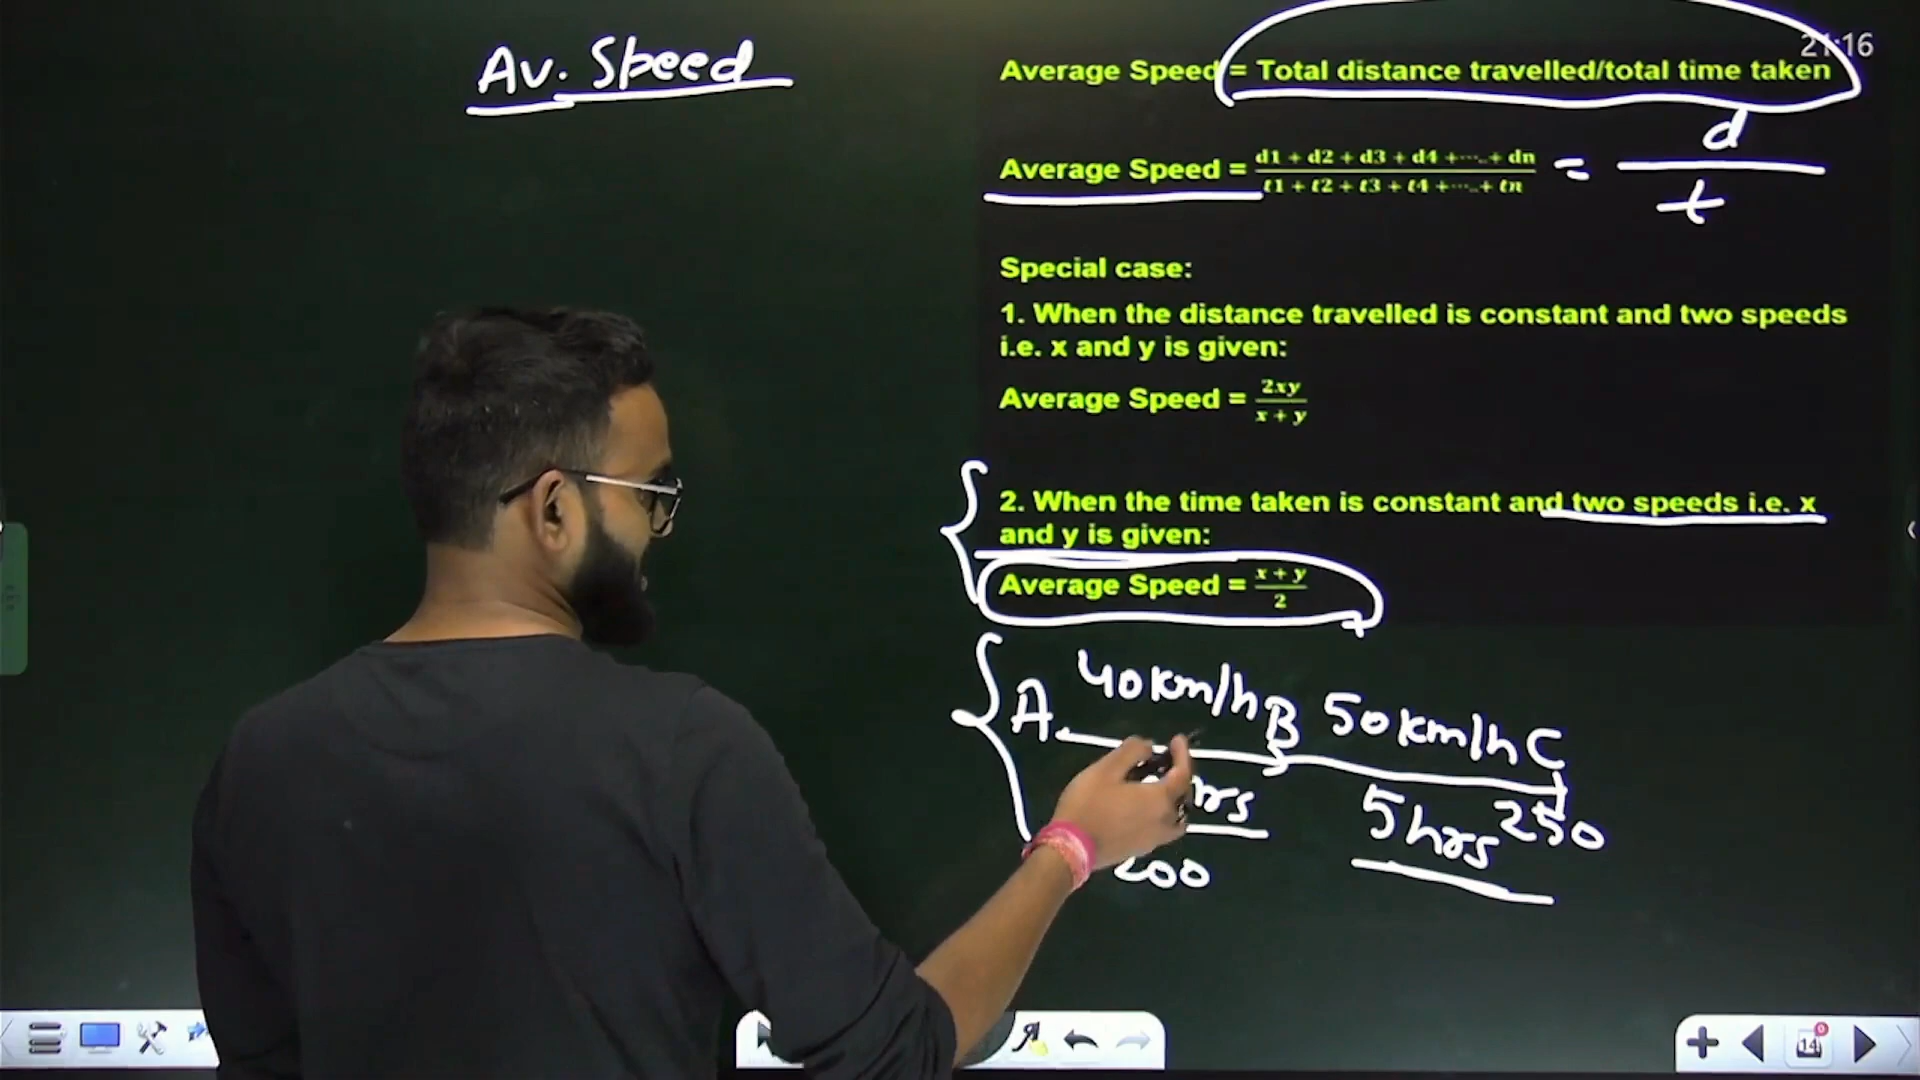 Av. Speed
21:16
Average Speed = Total distance travelled/total time taken
Average Speed = d1 + d2 + d3 + d4 +....+ dn / t1 + t2 + t3 + t4 +....+ tn = d / t
Special case:
1. When the distance travelled is constant and two speeds
i.e. x and y is given:
Average Speed = 2xy / x + y
2. When the time taken is constant and two speeds i.e. x
and y is given:
Average Speed = x + y / 2
A 40km/h B 50km/h C
hrs 5hrs 250
200
14